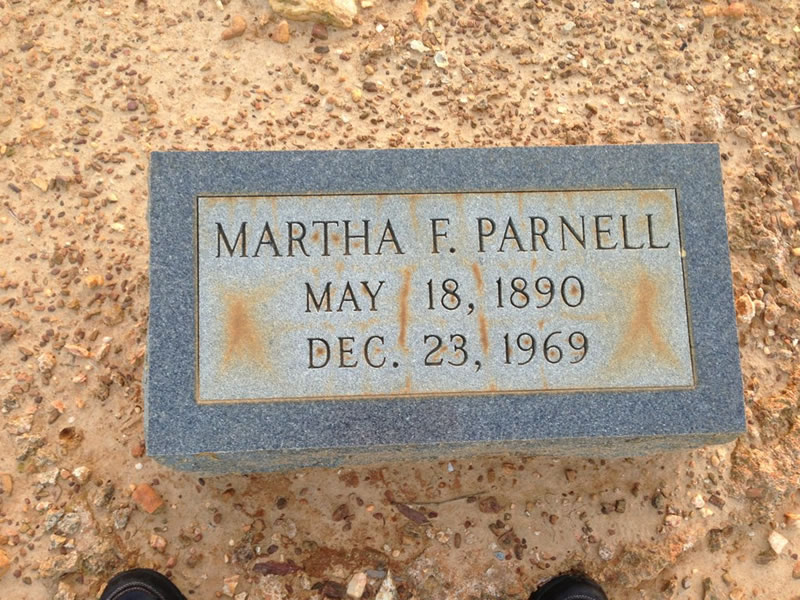 MARTHA F. PARNELL
MAY 18, 1890
DEC. 23, 1969